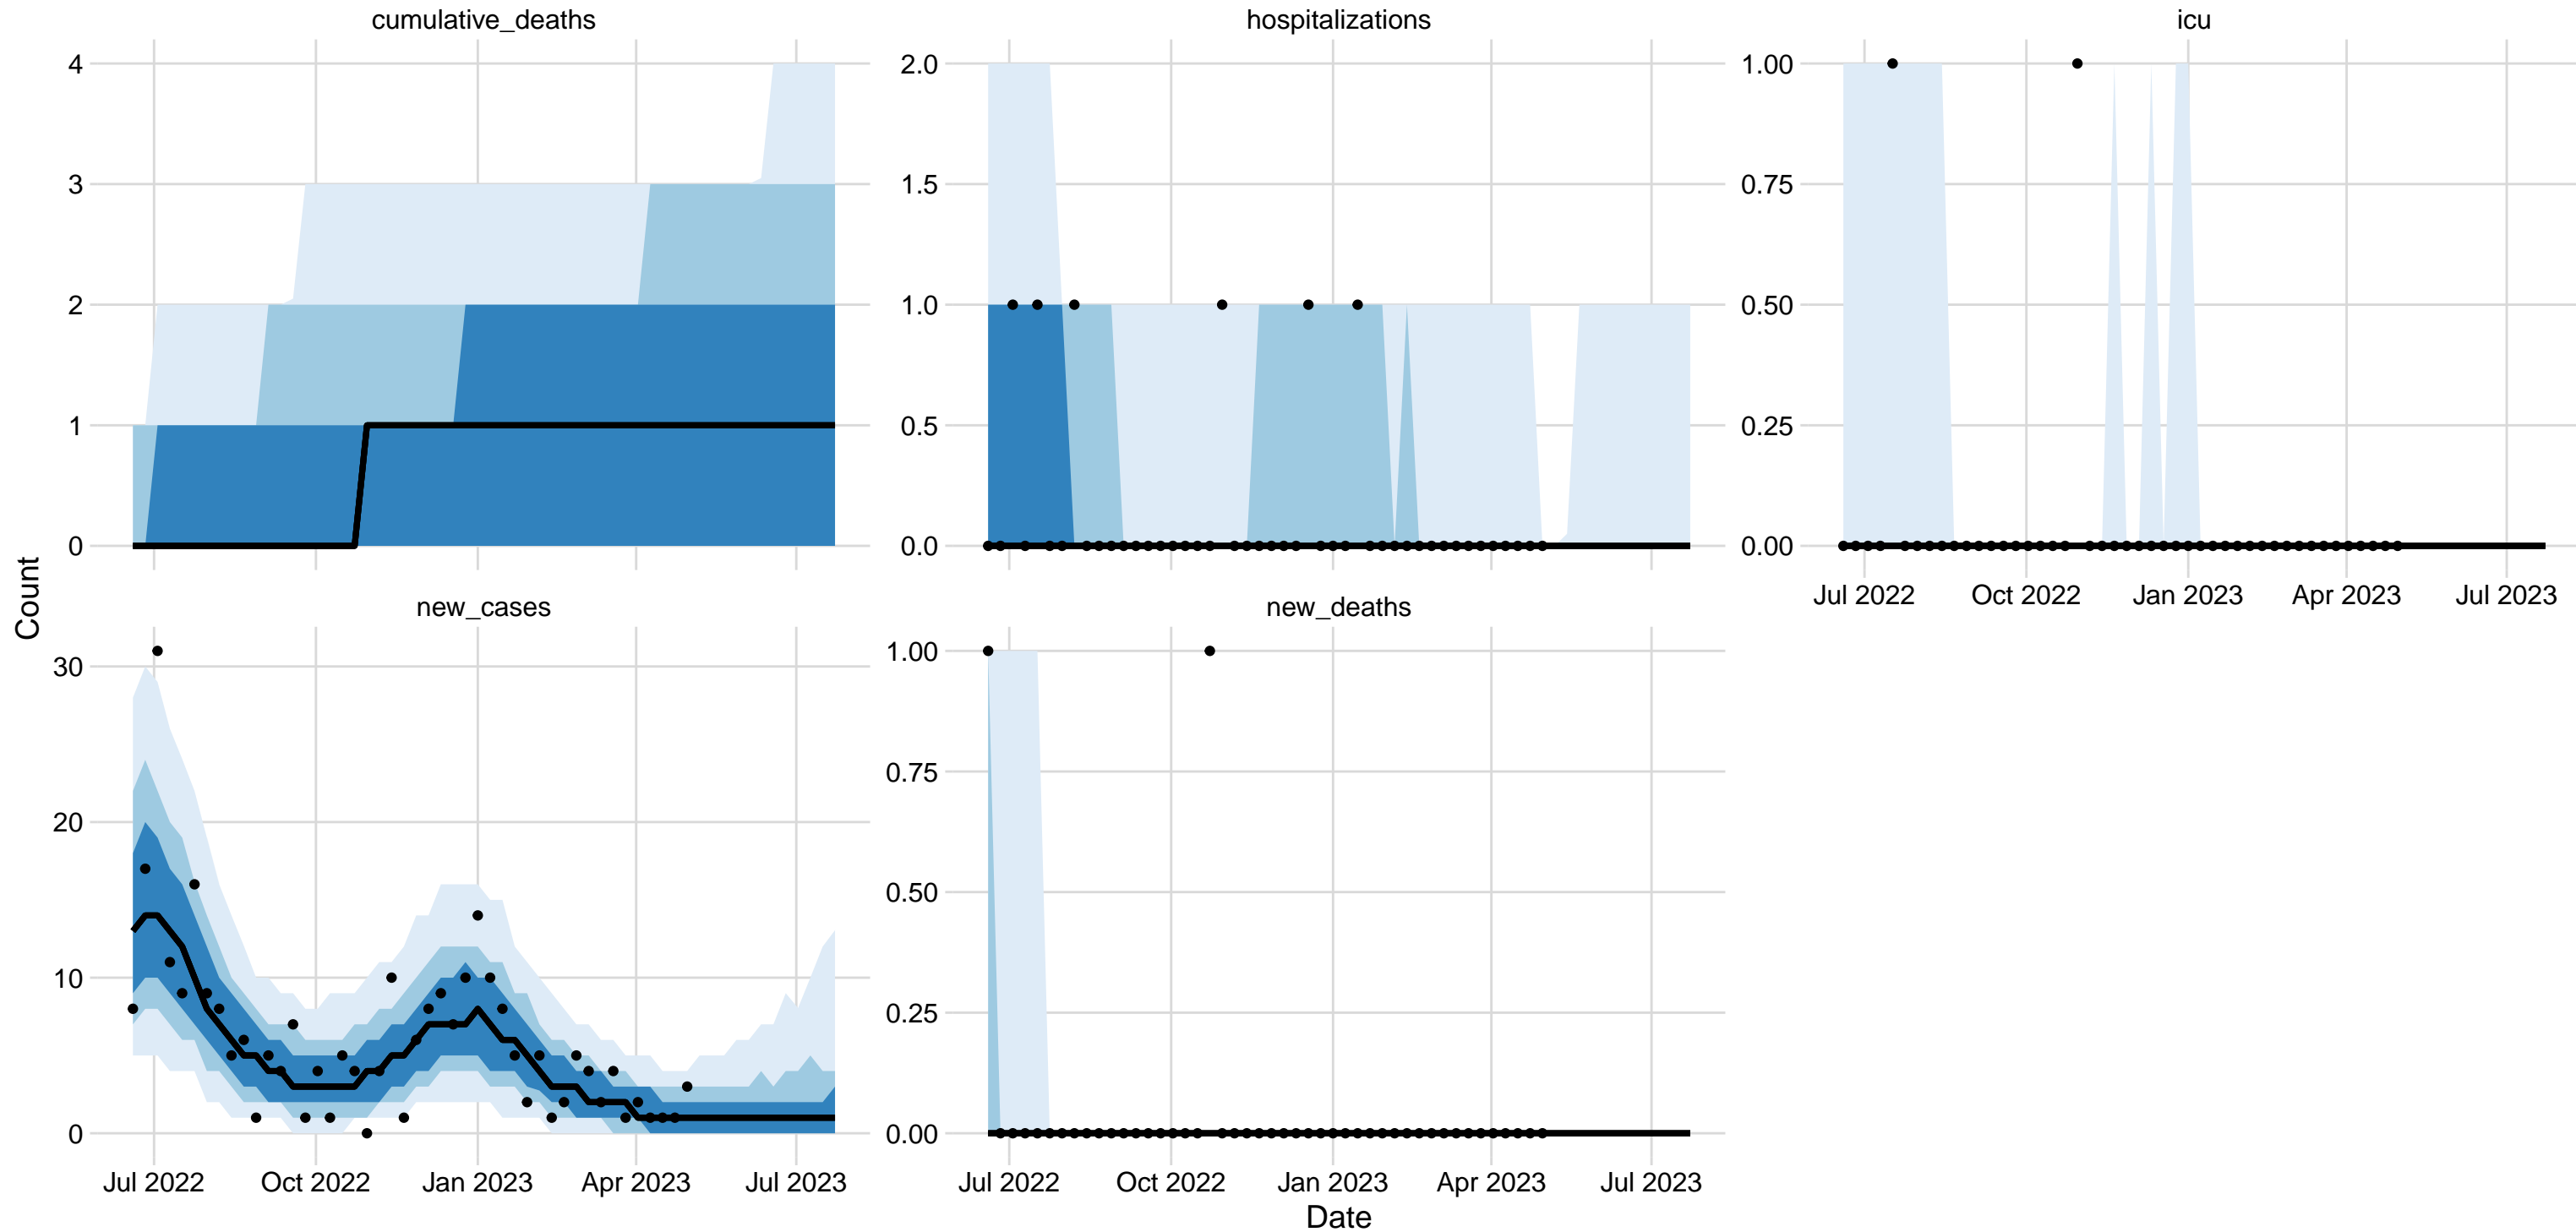 cumulative_deaths
hospitalizations
icu
4
3
2
1
0
2.0
1.5
1.0
0.5
0.0
1.00
0.75
0.50
0.25
0.00
Jul 2022 Oct 2022 Jan 2023 Apr 2023 Jul 2023
Count
new_cases
new_deaths
30
20
10
0
1.00
0.75
0.50
0.25
0.00
Jul 2022 Oct 2022 Jan 2023 Apr 2023 Jul 2023
Jul 2022 Oct 2022 Jan 2023 Apr 2023 Jul 2023
Date